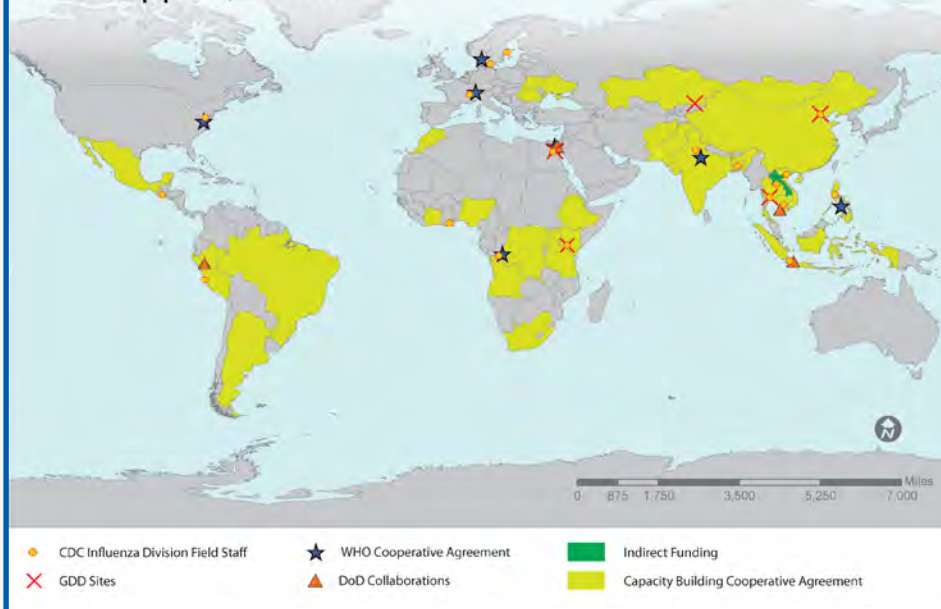 N
Miles
0 875 1,750 3,500 5,250 7,000
CDC Influenza Division Field Staff
WHO Cooperative Agreement
Indirect Funding
GDD Sites
DoD Collaborations
Capacity Building Cooperative Agreement